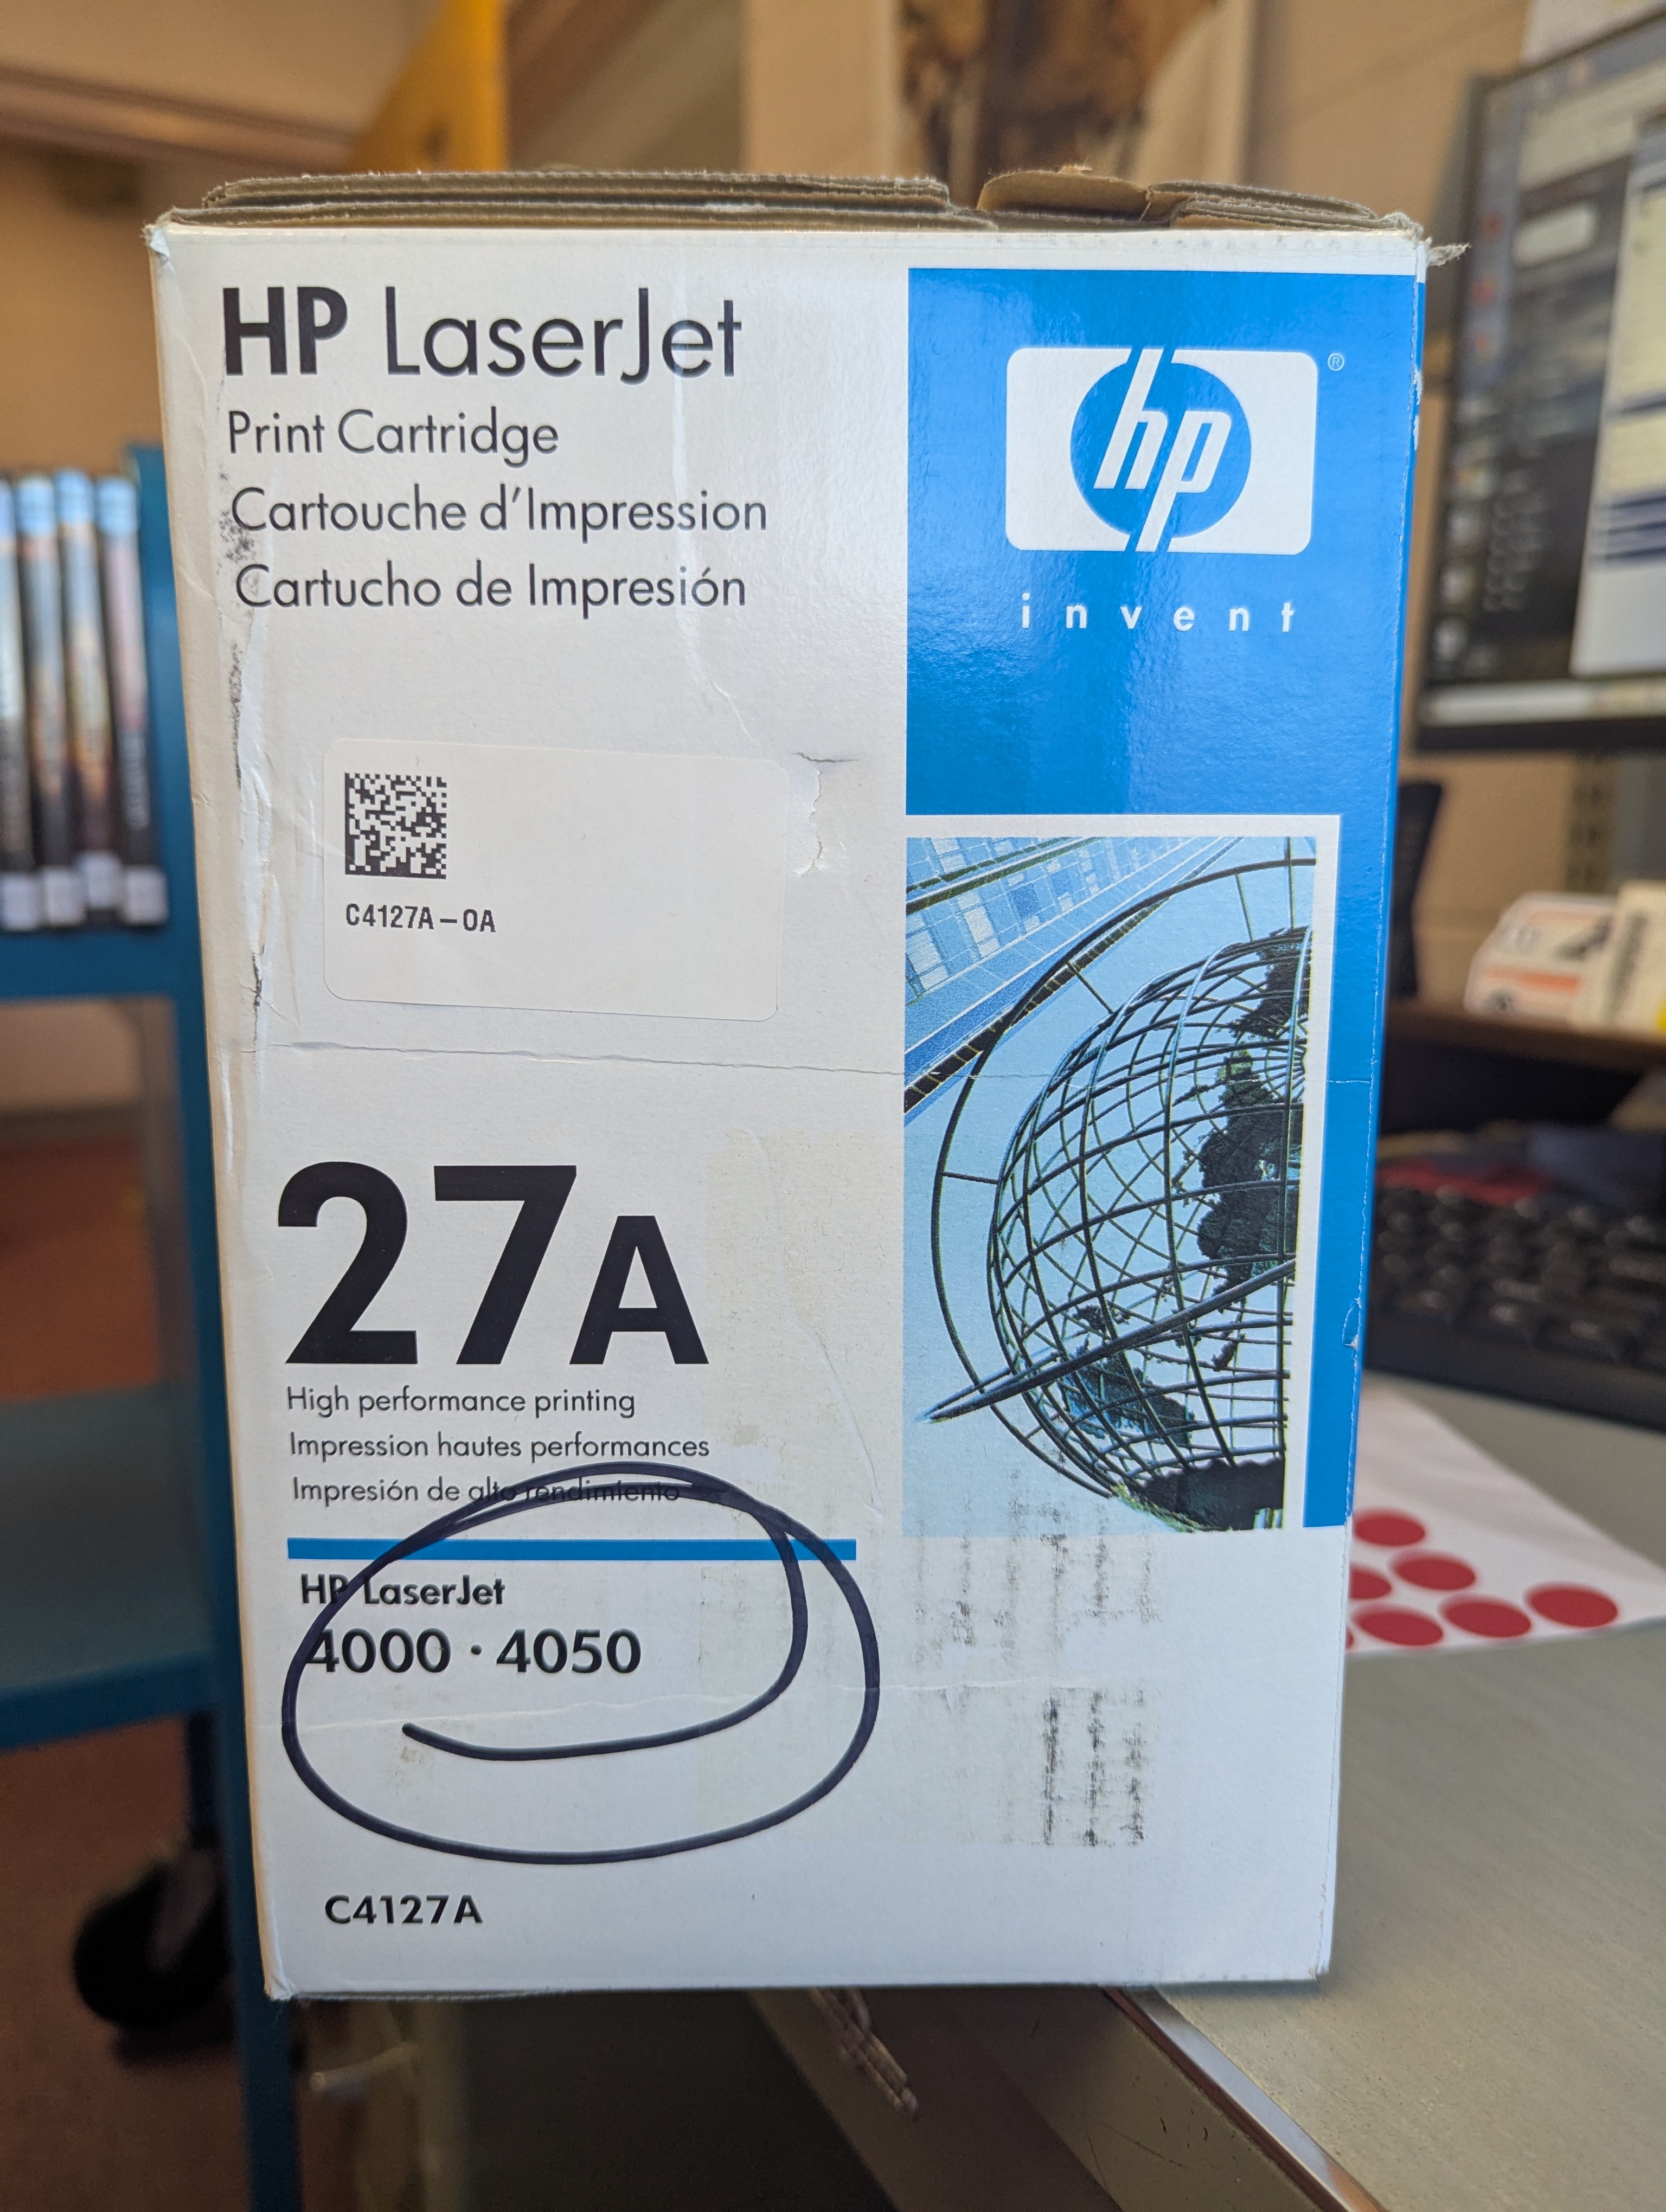 HP LaserJet
Print Cartridge
Cartouche d'Impression
Cartucho de Impresión
hp
®
invent
C4127A–0A
27A
High performance printing
Impression hautes performances
Impresión de alto rendimiento
HP LaserJet
4000 · 4050
C4127A